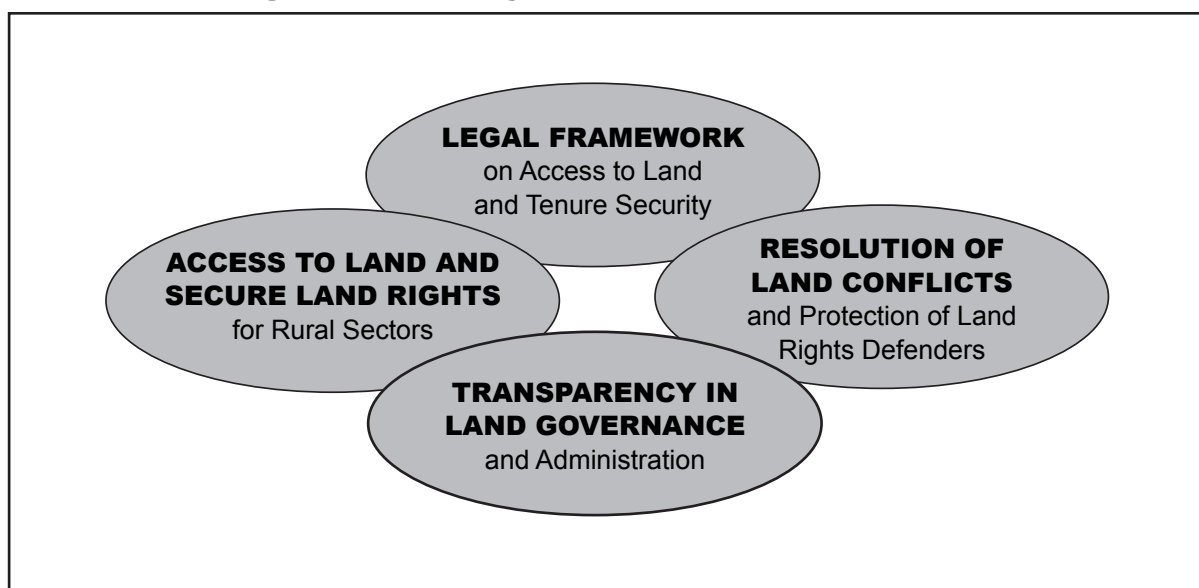 LEGAL FRAMEWORK
on Access to Land
and Tenure Security
ACCESS TO LAND AND
SECURE LAND RIGHTS
for Rural Sectors
RESOLUTION OF
LAND CONFLICTS
and Protection of Land
Rights Defenders
TRANSPARENCY IN
LAND GOVERNANCE
and Administration